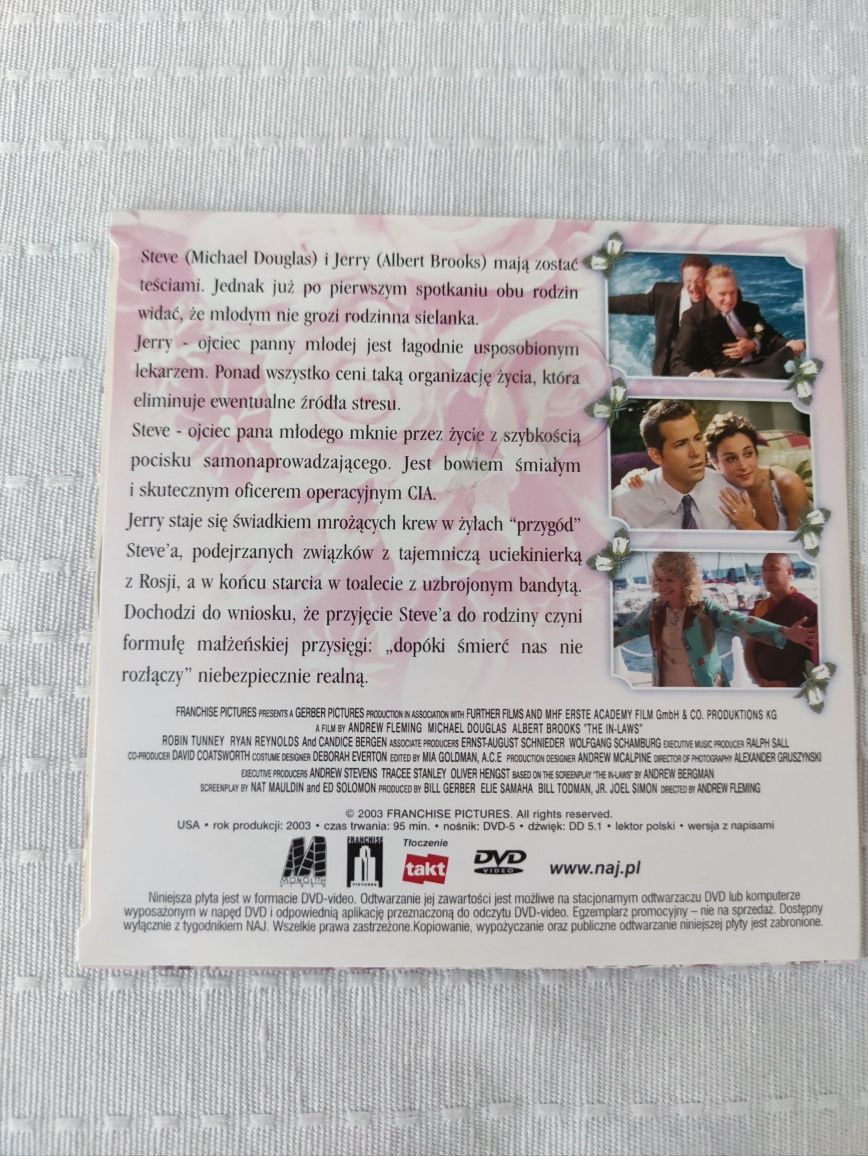 Steve (Michael Douglas) i Jerry (Albert Brooks) mają zostać
teściami. Jednak już po pierwszym spotkaniu obu rodzin
widać, że młodym nie grozi rodzinna sielanka.
Jerry - ojciec panny młodej jest łagodnie usposobionym
lekarzem. Ponad wszystko ceni taką organizację życia, która
eliminuje ewentualne źródła stresu.
Steve - ojciec pana młodego mknie przez życie z szybkością
pocisku samonaprowadzającego. Jest bowiem śmiałym
i skutecznym oficerem operacyjnym CIA.
Jerry staje się świadkiem mrożących krew w żyłach "przygód"
Steve'a, podejrzanych związków z tajemniczą uciekinierką
z Rosji, a w końcu starcia w toalecie z uzbrojonym bandytą.
Dochodzi do wniosku, że przyjęcie Steve'a do rodziny czyni
formułę małżeńskiej przysięgi: „dopóki śmierć nas nie
rozłączy” niebezpiecznie realną.
FRANCHISE PICTURES PRESENTS A GERBER PICTURES PRODUCTION IN ASSOCIATION WITH FURTHER FILMS AND MHF ERSTE ACADEMY FILM GmbH & CO. PRODUKTIONS KG
A FILM BY ANDREW FLEMING MICHAEL DOUGLAS ALBERT BROOKS "THE IN-LAWS"
ROBIN TUNNEY RYAN REYNOLDS And CANDICE BERGEN ASSOCIATE PRODUCERS ERNST-AUGUST SCHNIEDER WOLFGANG SCHAMBURG EXECUTIVE MUSIC PRODUCER RALPH SALL
CO-PRODUCER DAVID COATSWORTH COSTUME DESIGNER DEBORAH EVERTON EDITED BY MIA GOLDMAN, A.C.E PRODUCTION DESIGNER ANDREW MCALPINE DIRECTOR OF PHOTOGRAPHY ALEXANDER GRUSZYNSKI
EXECUTIVE PRODUCERS ANDREW STEVENS TRACEE STANLEY OLIVER HENGST BASED ON THE SCREENPLAY "THE IN-LAWS" BY ANDREW BERGMAN
SCREENPLAY BY NAT MAULDIN and ED SOLOMON PRODUCED BY BILL GERBER ELIE SAMAHA BILL TODMAN, JR. JOEL SIMON DIRECTED BY ANDREW FLEMING
© 2003 FRANCHISE PICTURES. All rights reserved.
USA • rok produkcji: 2003 • czas trwania: 95 min. • nośnik: DVD-5 • dźwięk: DD 5.1 • lektor polski • wersja z napisami
MONOLITH
FRANCHISE
PICTURES
Tłoczenie
takt
DVD
VIDEO
www.naj.pl
Niniejsza płyta jest w formacie DVD-video. Odtwarzanie jej zawartości jest możliwe na stacjonarnym odtwarzaczu DVD lub komputerze
wyposażonym w napęd DVD i odpowiednią aplikację przeznaczoną do odczytu DVD-video. Egzemplarz promocyjny – nie na sprzedaż. Dostępny
wyłącznie z tygodnikiem NAJ. Wszelkie prawa zastrzeżone.Kopiowanie, wypożyczanie oraz publiczne odtwarzanie niniejszej płyty jest zabronione.